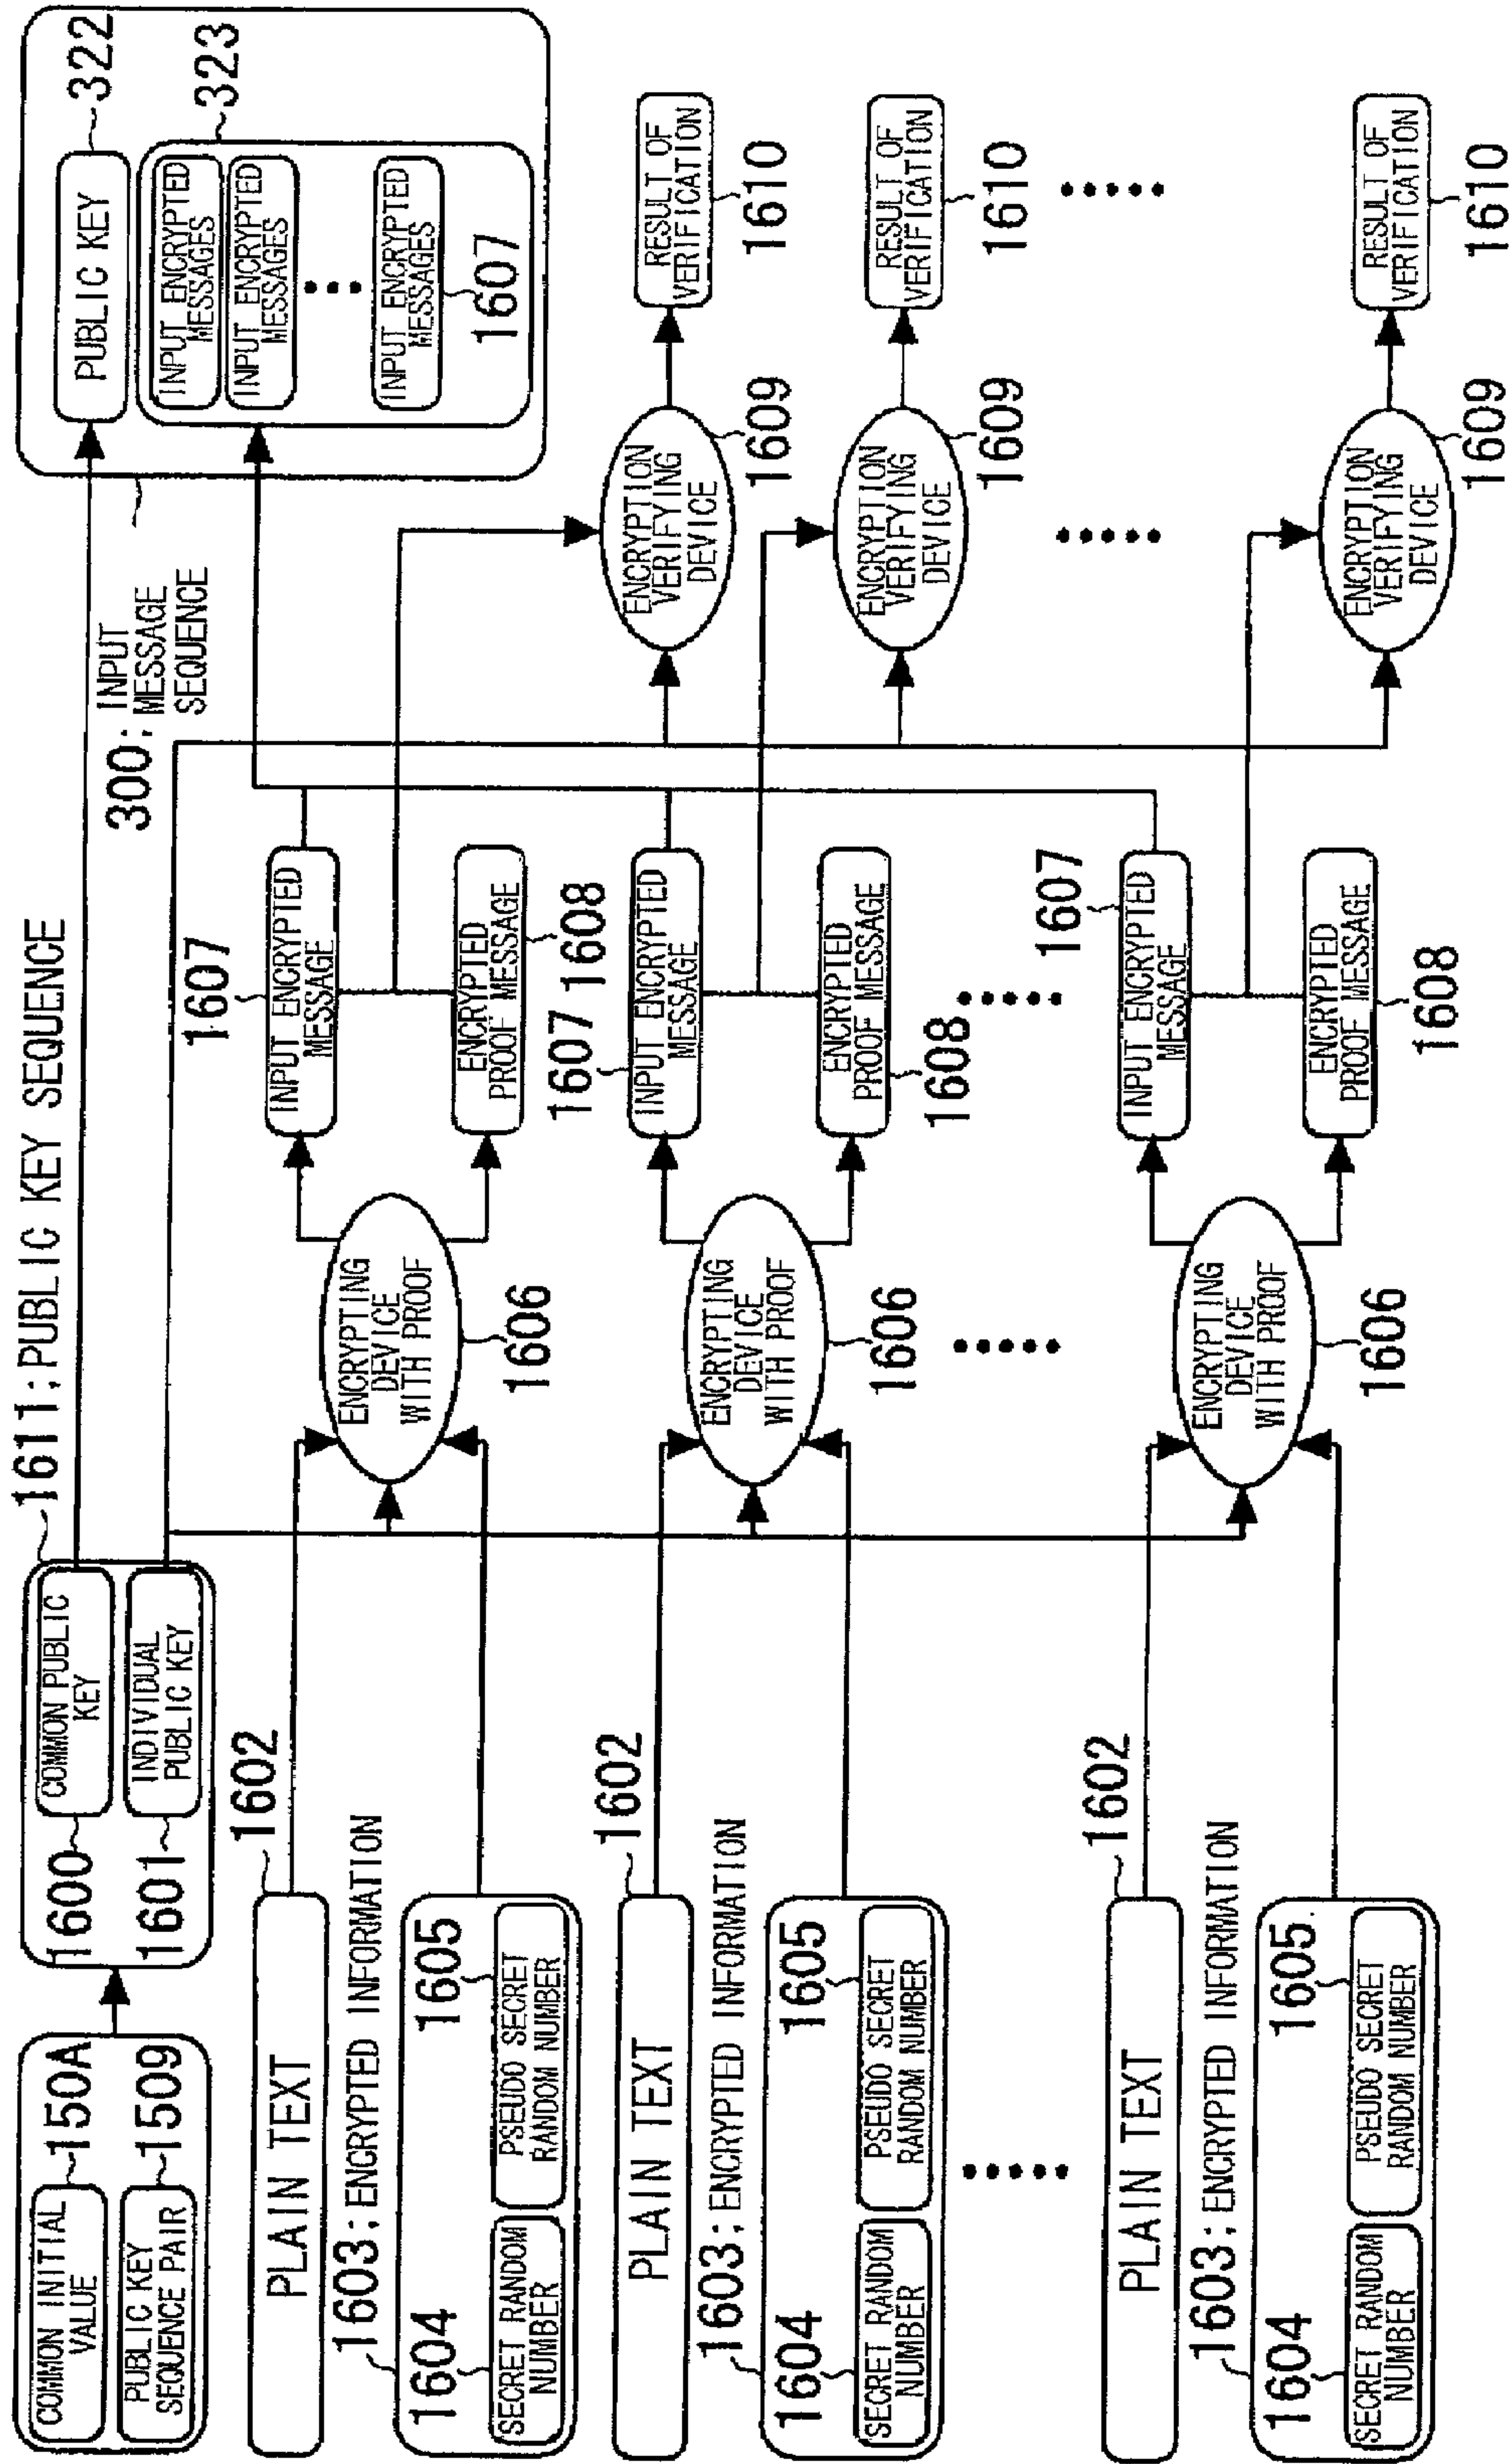 COMMON INITIAL
VALUE
150A
PUBLIC KEY
SEQUENCE PAIR
1509
1611:PUBLIC KEY SEQUENCE
COMMON PUBLIC
KEY
1600
INDIVIDUAL
PUBLIC KEY
1601
300: INPUT
MESSAGE
SEQUENCE
PUBLIC KEY
322
323
INPUT ENCRYPTED
MESSAGES
INPUT ENCRYPTED
MESSAGES
INPUT ENCRYPTED
MESSAGES
1607
PLAIN TEXT
1602
1603:ENCRYPTED INFORMATION
1604
SECRET RANDOM
NUMBER
1605
PSEUDO SECRET
RANDOM NUMBER
ENCRYPTING
DEVICE
WITH PROOF
1606
1607
INPUT ENCRYPTED
MESSAGE
ENCRYPTED
PROOF MESSAGE
1608
ENCRYPTION
VERIFYING
DEVICE
1609
RESULT OF
VERIFICATION
1610
PLAIN TEXT
1602
1603:ENCRYPTED INFORMATION
1604
SECRET RANDOM
NUMBER
1605
PSEUDO SECRET
RANDOM NUMBER
ENCRYPTING
DEVICE
WITH PROOF
1606
1607
INPUT ENCRYPTED
MESSAGE
ENCRYPTED
PROOF MESSAGE
1608
ENCRYPTION
VERIFYING
DEVICE
1609
RESULT OF
VERIFICATION
1610
PLAIN TEXT
1602
1603:ENCRYPTED INFORMATION
1604
SECRET RANDOM
NUMBER
1605
PSEUDO SECRET
RANDOM NUMBER
ENCRYPTING
DEVICE
WITH PROOF
1606
1607
INPUT ENCRYPTED
MESSAGE
ENCRYPTED
PROOF MESSAGE
1608
ENCRYPTION
VERIFYING
DEVICE
1609
RESULT OF
VERIFICATION
1610